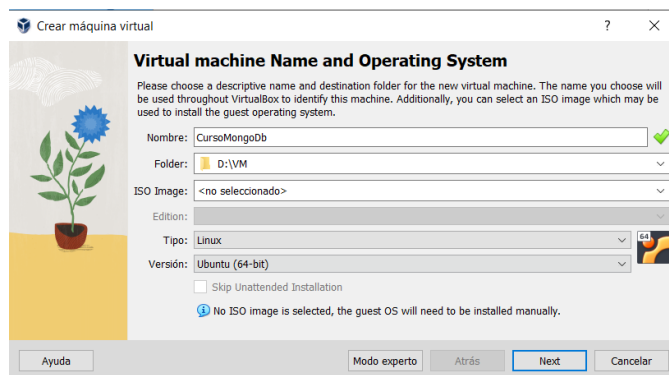 Crear máquina virtual
Virtual machine Name and Operating System
Please choose a descriptive name and destination folder for the new virtual machine. The name you choose will
be used throughout VirtualBox to identify this machine. Additionally, you can select an ISO image which may be
used to install the guest operating system.
Nombre: CursoMongoDb
Folder: D:\VM
ISO Image: <no seleccionado>
Edition:
Tipo: Linux
64
Versión: Ubuntu (64-bit)
Skip Unattended Installation
No ISO image is selected, the guest OS will need to be installed manually.
Ayuda Modo experto Atrás Next Cancelar